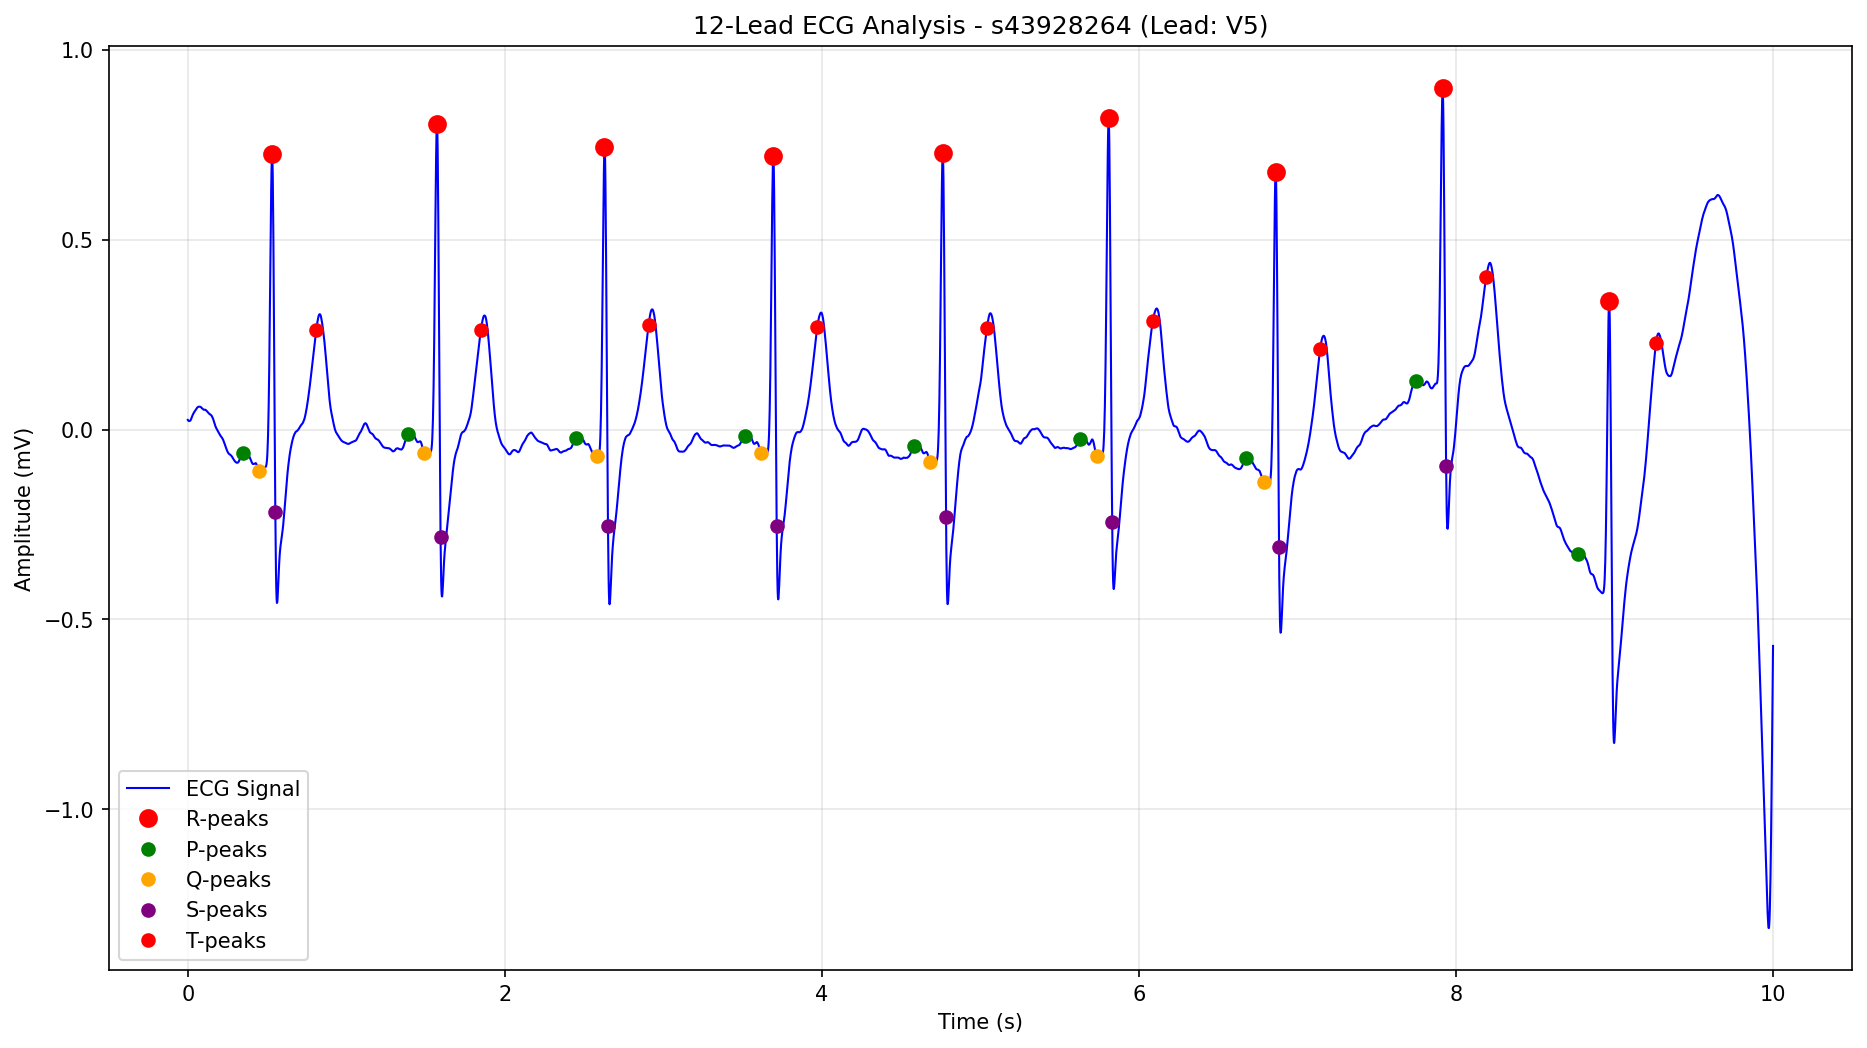 12-Lead ECG Analysis - s43928264 (Lead: V5)
Amplitude (mV)
1.0
0.5
0.0
−0.5
−1.0
ECG Signal
R-peaks
P-peaks
Q-peaks
S-peaks
T-peaks
0 2 4 6 8 10
Time (s)